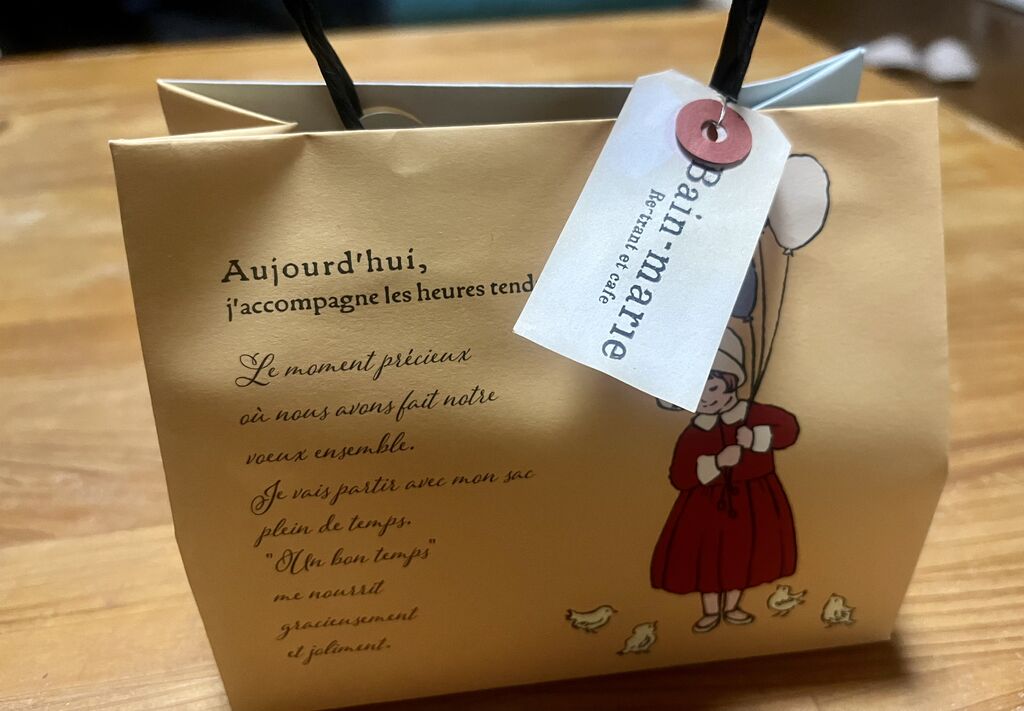 Aujourd'hui,
j'accompagne les heures tend
Le moment précieux
où nous avons fait notre
voeux ensemble.
Je vais partir avec mon sac
plein de temps.
"Un bon temps"
me nourrit
gracieusement
et joliment.
Bain-marie
Rertrant et cafe